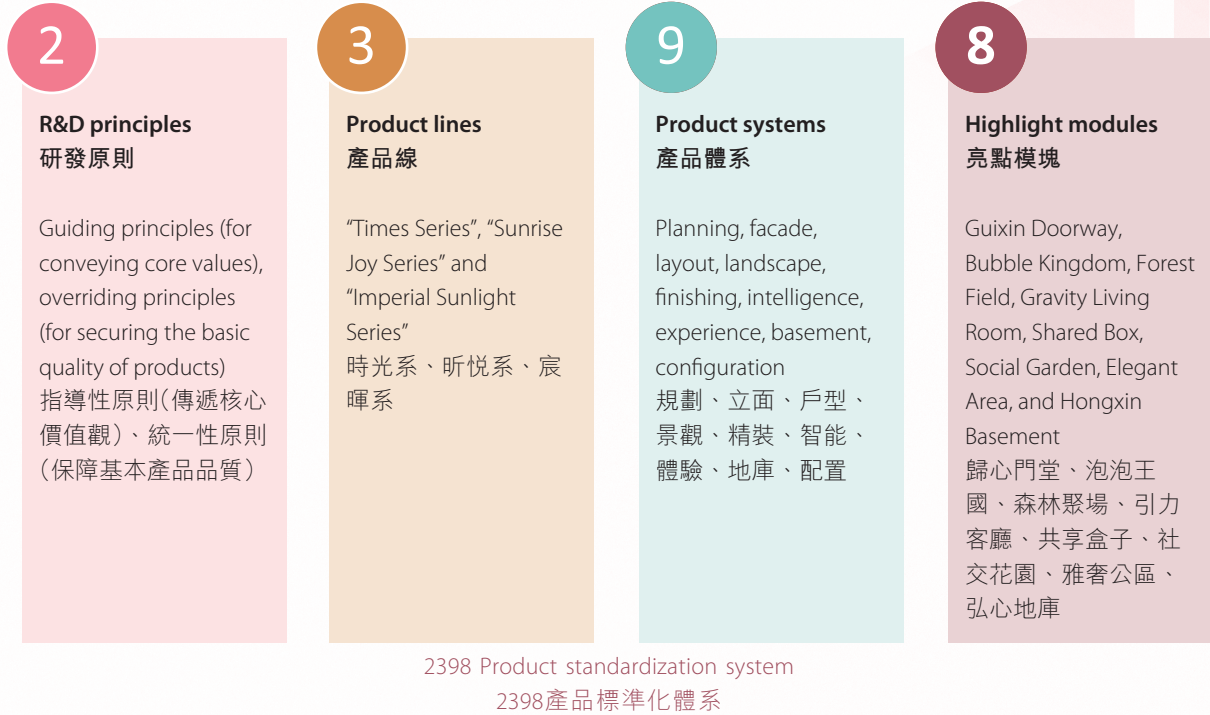 2
R&D principles
研發原則
Guiding principles (for
conveying core values),
overriding principles
(for securing the basic
quality of products)
指導性原則(傳遞核心
價值觀)、統一性原則
(保障基本產品品質)
3
Product lines
產品線
“Times Series”, “Sunrise
Joy Series” and
“Imperial Sunlight
Series”
時光系、昕悦系、宸
暉系
9
Product systems
產品體系
Planning, facade,
layout, landscape,
finishing, intelligence,
experience, basement,
configuration
規劃、立面、戶型、
景觀、精裝、智能、
體驗、地庫、配置
8
Highlight modules
亮點模塊
Guixin Doorway,
Bubble Kingdom, Forest
Field, Gravity Living
Room, Shared Box,
Social Garden, Elegant
Area, and Hongxin
Basement
歸心門堂、泡泡王
國、森林聚場、引力
客廳、共享盒子、社
交花園、雅奢公區、
弘心地庫
2398 Product standardization system
2398產品標準化體系